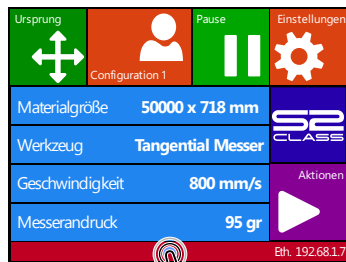 Ursprung
Configuration 1
Pause
Einstellungen
Materialgröße 50000 x 718 mm
Werkzeug Tangential Messer
Geschwindigkeit 800 mm/s
Messerandruck 95 gr
S2
CLASS
Aktionen
Eth. 192.68.1.7